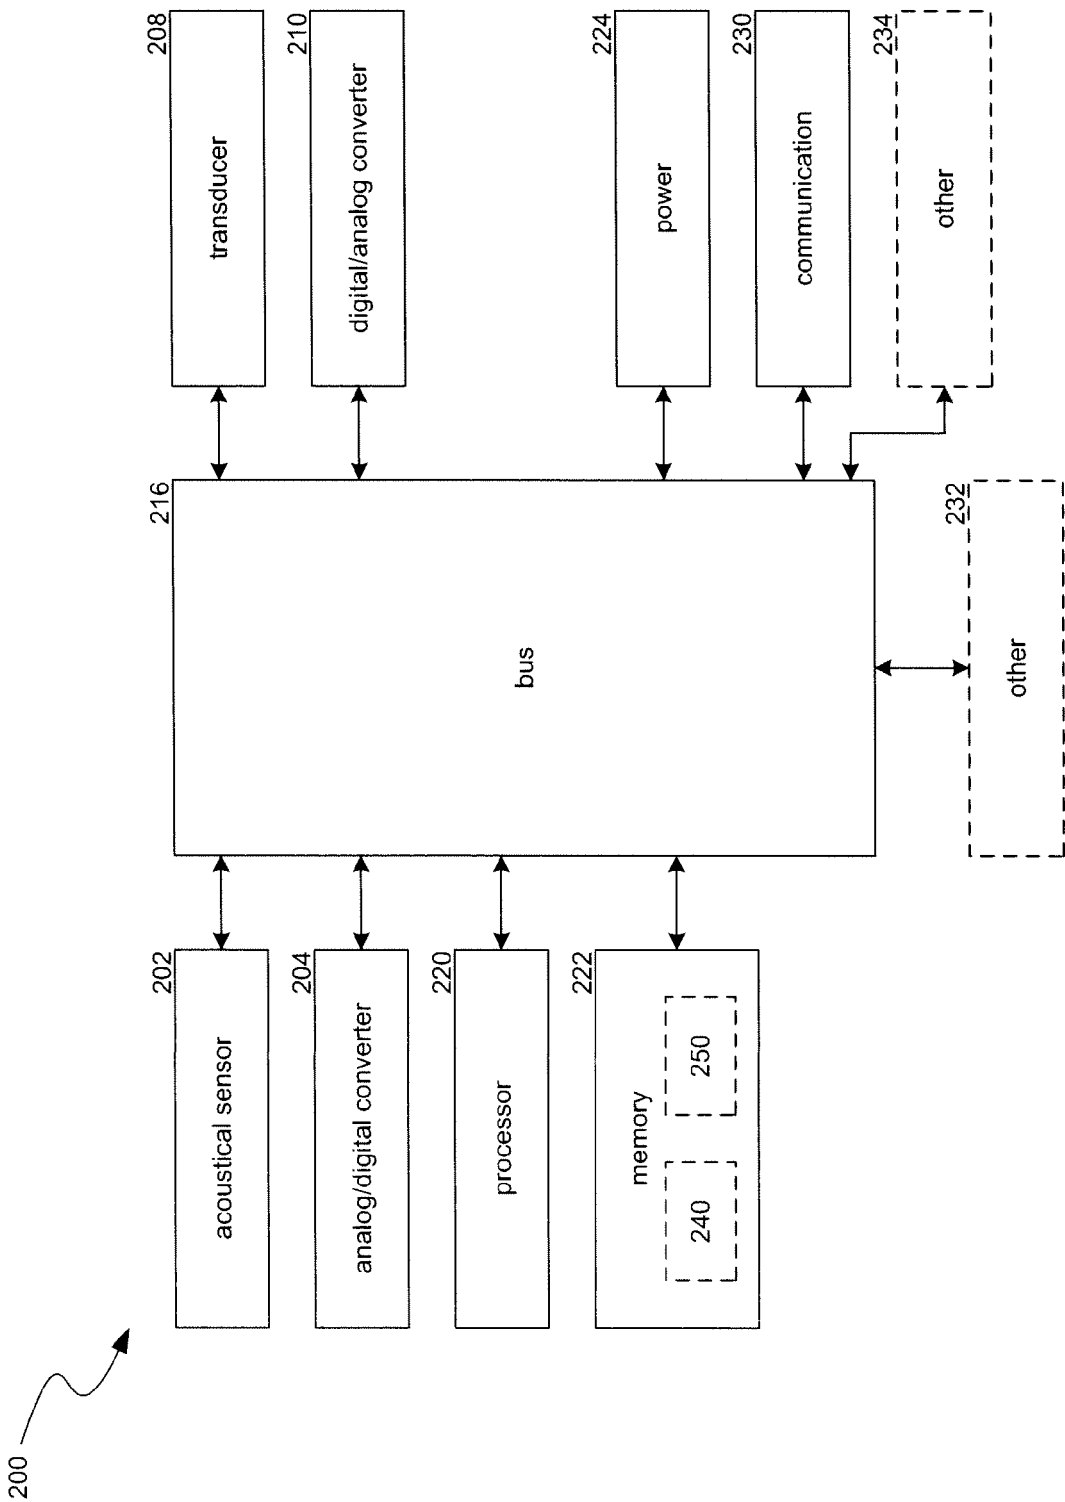 200
202
acoustical sensor
204
analog/digital converter
220
processor
222
memory
240
250
216
bus
208
transducer
210
digital/analog converter
224
power
230
communication
234
other
232
other